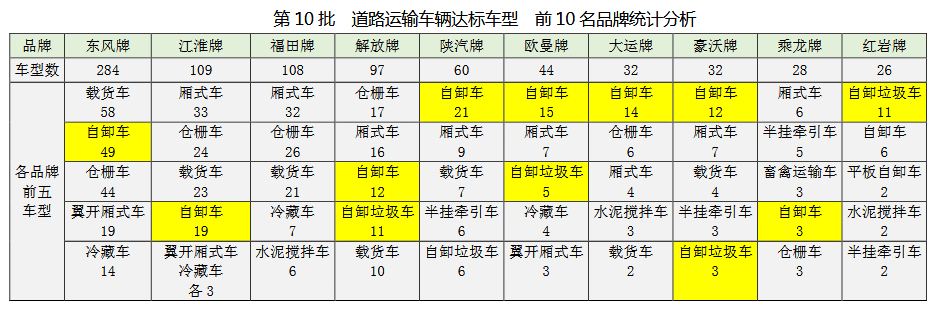 第 10 批 道路运输车辆达标车型 前 10 名品牌统计分析
品牌 东风牌 江淮牌 福田牌 解放牌 陕汽牌 欧曼牌 大运牌 豪沃牌 乘龙牌 红岩牌
车型数 284 109 108 97 60 44 32 32 28 26
载货车 厢式车 厢式车 仓栅车 自卸车 自卸车 自卸车 自卸车 厢式车 自卸垃圾车
58 33 32 17 21 15 14 12 6 11
自卸车 仓栅车 仓栅车 厢式车 厢式车 厢式车 仓栅车 厢式车 半挂牵引车 自卸车
49 24 26 16 9 7 6 7 5 6
各品牌
前五
车型
仓栅车 载货车 载货车 自卸车 载货车 自卸垃圾车 厢式车 载货车 畜禽运输车 平板自卸车
44 23 21 12 7 5 4 4 3 2
翼开厢式车 自卸车 冷藏车 自卸垃圾车 半挂牵引车 冷藏车 水泥搅拌车 半挂牵引车 自卸车 水泥搅拌车
19 19 7 11 6 4 3 3 3 2
冷藏车 翼开厢式车 水泥搅拌车 载货车 自卸垃圾车 翼开厢式车 载货车 自卸垃圾车 仓栅车 半挂牵引车
14 冷藏车 6 10 6 3 2 3 3 2
各 3